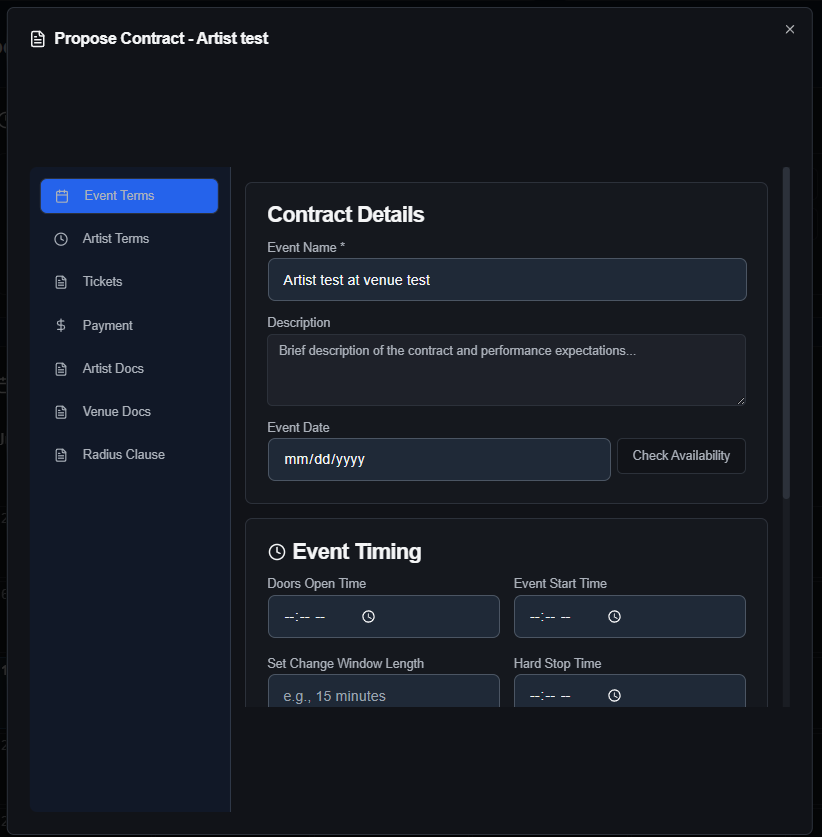 Propose Contract - Artist test
Event Terms
Artist Terms
Tickets
Payment
Artist Docs
Venue Docs
Radius Clause
Contract Details
Event Name *
Artist test at venue test
Description
Brief description of the contract and performance expectations...
Event Date
mm/dd/yyyy
Check Availability
Event Timing
Doors Open Time
Event Start Time
--:-- --
--:-- --
Set Change Window Length
Hard Stop Time
e.g., 15 minutes
--:-- --